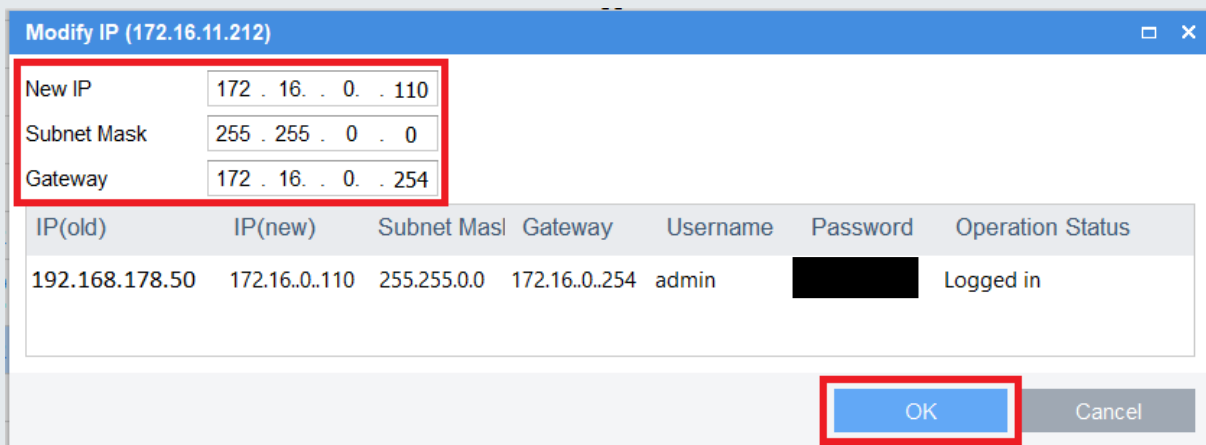 Modify IP (172.16.11.212)
New IP 172 . 16. . 0. . 110
Subnet Mask 255 . 255 . 0 . 0
Gateway 172 . 16. . 0. . 254
IP(old) IP(new) Subnet Masl Gateway Username Password Operation Status
192.168.178.50 172.16..0..110 255.255.0.0 172.16..0..254 admin Logged in
OK Cancel